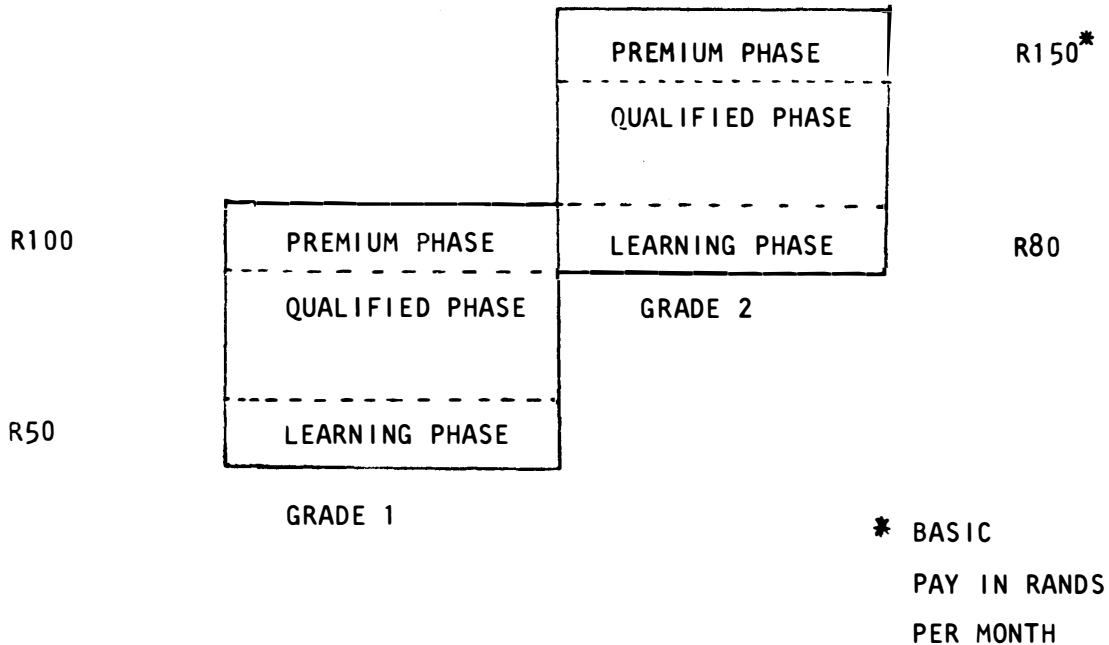 PREMIUM PHASE R150*
QUALIFIED PHASE
R100 PREMIUM PHASE LEARNING PHASE R80
QUALIFIED PHASE GRADE 2
R50 LEARNING PHASE
GRADE 1
* BASIC
PAY IN RANDS
PER MONTH